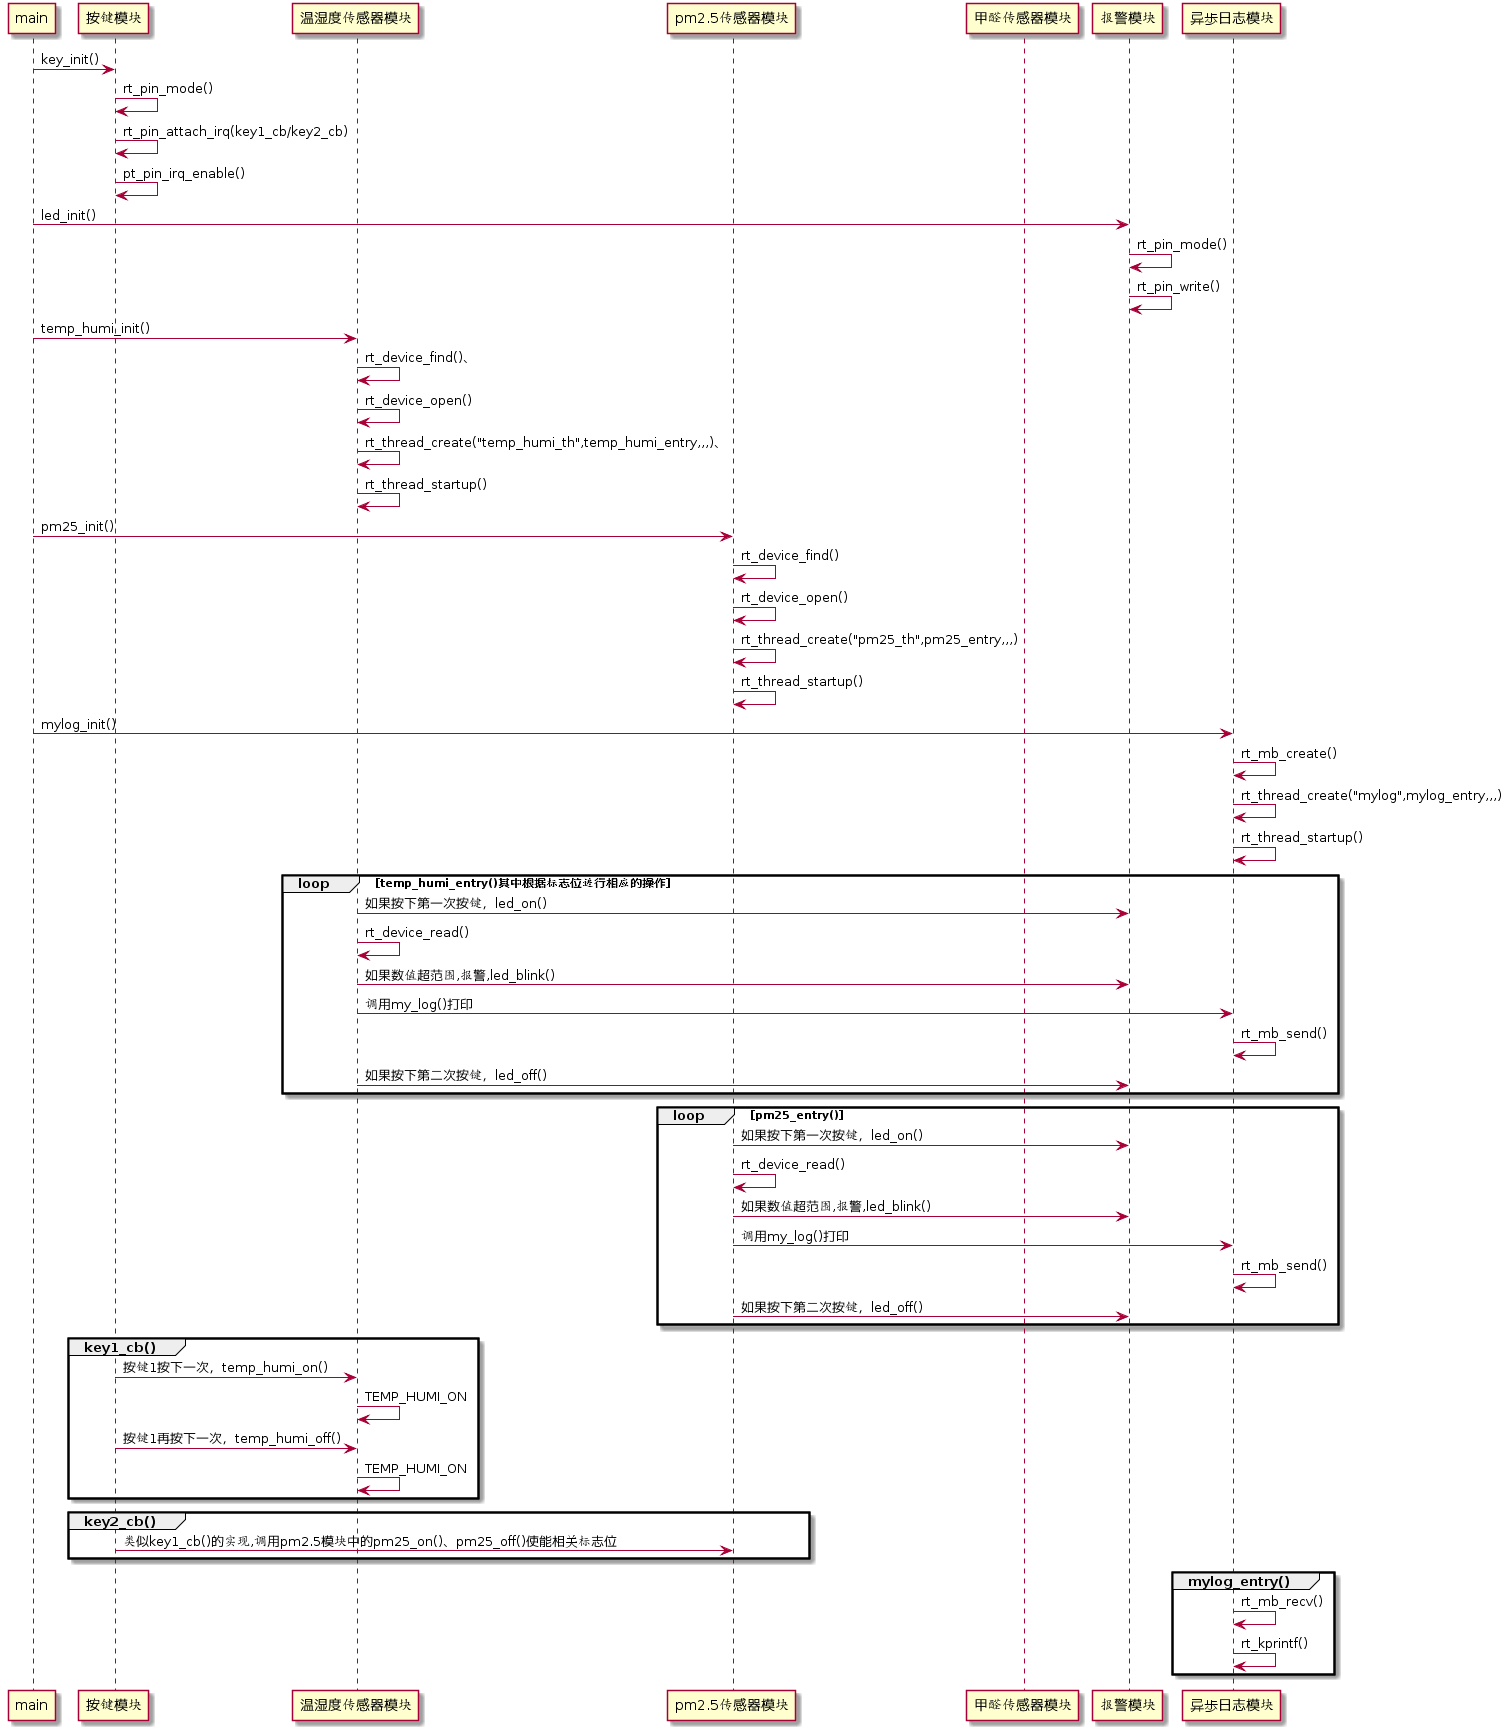 main
按键模块
温湿度传感器模块
pm2.5传感器模块
甲醛传感器模块
报警模块
异步日志模块
key_init()
rt_pin_mode()
rt_pin_attach_irq(key1_cb/key2_cb)
pt_pin_irq_enable()
led_init()
rt_pin_mode()
rt_pin_write()
temp_humi_init()
rt_device_find()、
rt_device_open()
rt_thread_create("temp_humi_th",temp_humi_entry,,,)、
rt_thread_startup()
pm25_init()
rt_device_find()
rt_device_open()
rt_thread_create("pm25_th",pm25_entry,,,)
rt_thread_startup()
mylog_init()
rt_mb_create()
rt_thread_create("mylog",mylog_entry,,,)
rt_thread_startup()
loop [temp_humi_entry()其中根据标志位进行相应的操作]
如果按下第一次按键，led_on()
rt_device_read()
如果数值超范围,报警,led_blink()
调用my_log()打印
rt_mb_send()
如果按下第二次按键，led_off()
loop [pm25_entry()]
如果按下第一次按键，led_on()
rt_device_read()
如果数值超范围,报警,led_blink()
调用my_log()打印
rt_mb_send()
如果按下第二次按键，led_off()
key1_cb()
按键1按下一次，temp_humi_on()
TEMP_HUMI_ON
按键1再按下一次，temp_humi_off()
TEMP_HUMI_ON
key2_cb()
类似key1_cb()的实现,调用pm2.5模块中的pm25_on()、pm25_off()使能相关标志位
mylog_entry()
rt_mb_recv()
rt_kprintf()
main
按键模块
温湿度传感器模块
pm2.5传感器模块
甲醛传感器模块
报警模块
异步日志模块